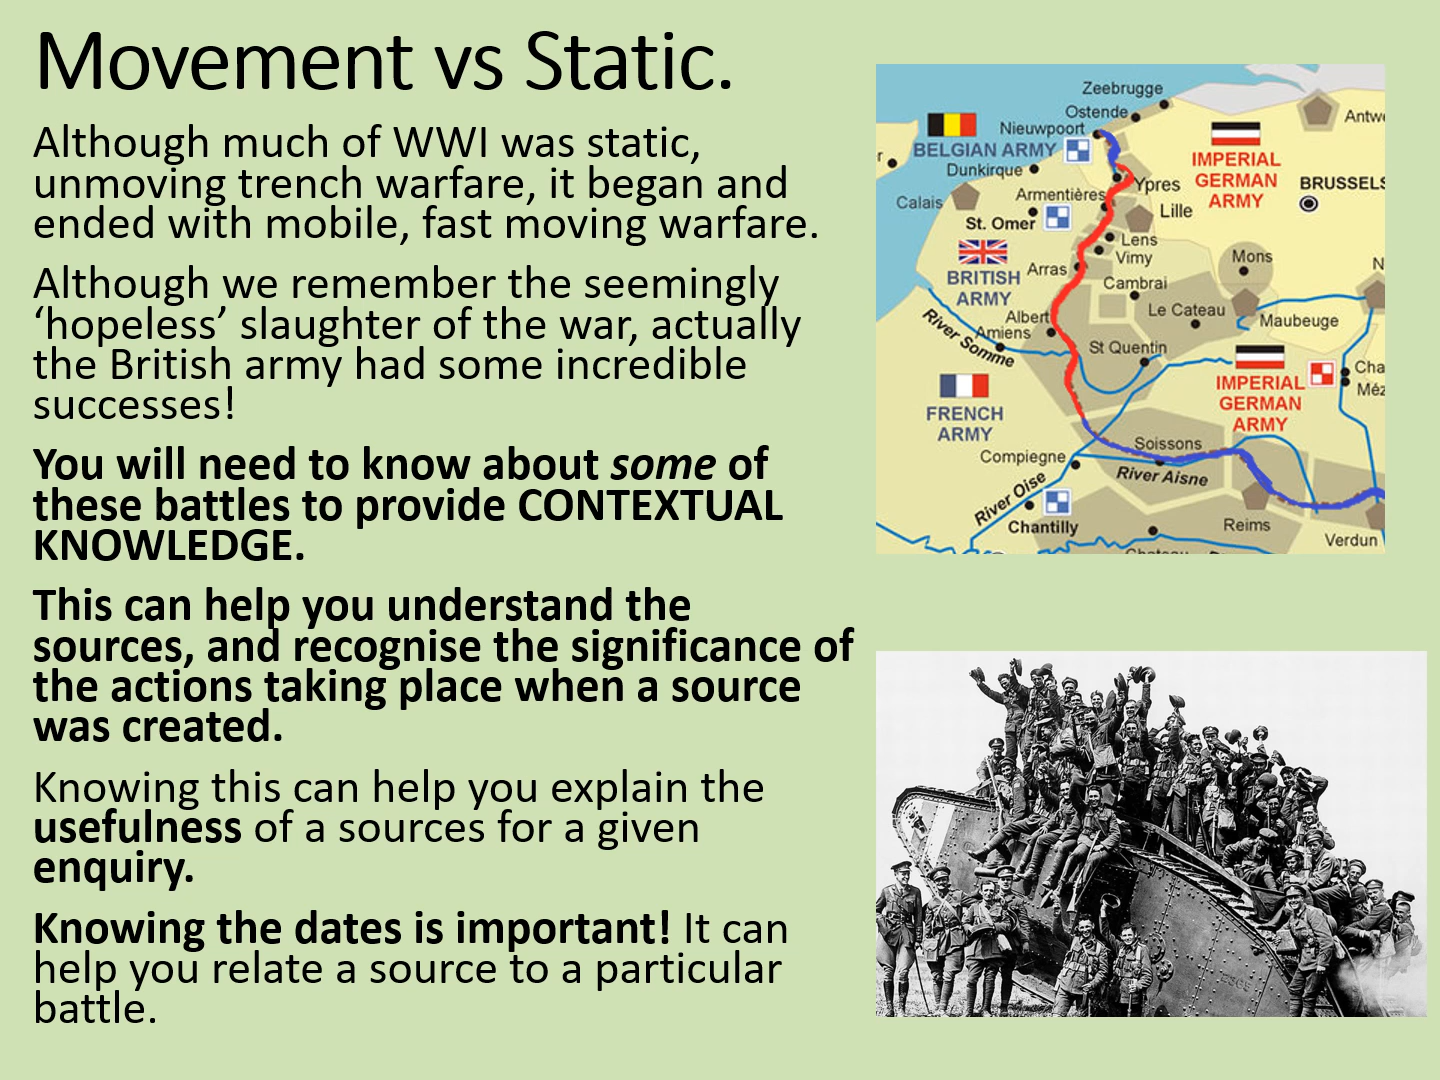 Movement vs Static.
Although much of WWI was static,
unmoving trench warfare, it began and
ended with mobile, fast moving warfare.
Although we remember the seemingly
‘hopeless’ slaughter of the war, actually
the British army had some incredible
successes!
You will need to know about some of
these battles to provide CONTEXTUAL
KNOWLEDGE.
This can help you understand the
sources, and recognise the significance of
the actions taking place when a source
was created.
Knowing this can help you explain the
usefulness of a sources for a given
enquiry.
Knowing the dates is important! It can
help you relate a source to a particular
battle.
Zeebrugge
Ostende
Nieuwpoort
Antwe
r
BELGIAN ARMY
IMPERIAL
GERMAN
ARMY
Dunkirque
BRUSSELS
Calais
Armentières
Ypres
St. Omer
Lille
Lens
Vimy
BRITISH
ARMY
Arras
Mons
N
Cambrai
Le Cateau
Albert
Maubeuge
River Somme
Amiens
St Quentin
Cha
Méz
IMPERIAL
GERMAN
ARMY
FRENCH
ARMY
Soissons
Compiegne
River Aisne
River Oise
Chantilly
Reims
Verdun